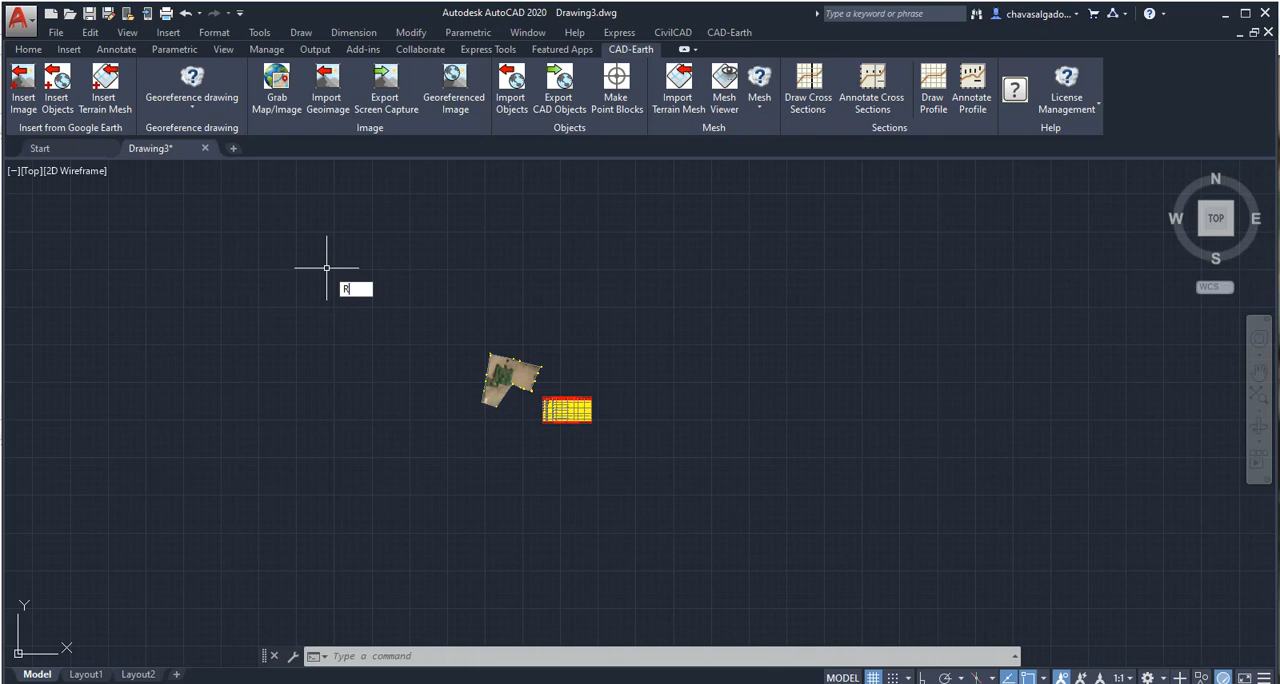 Autodesk AutoCAD 2020 Drawing3.dwg
Type a keyword or phrase
chavasalgado...
File Edit View Insert Format Tools Draw Dimension Modify Parametric Window Help Express CivilCAD CAD-Earth
Home Insert Annotate Parametric View Manage Output Add-ins Collaborate Express Tools Featured Apps CAD-Earth
Insert Image
Insert Objects
Insert Terrain Mesh
Insert from Google Earth
Georeference drawing
Georeference drawing
Grab Map/Image
Import Geoimage
Export Screen Capture
Georeferenced Image
Image
Import Objects
Export CAD Objects
Make Point Blocks
Objects
Import Terrain Mesh
Mesh Viewer
Mesh
Mesh
Draw Cross Sections
Annotate Cross Sections
Draw Profile
Annotate Profile
Sections
?
License Management
Help
Start
Drawing3*
[−][Top][2D Wireframe]
N
W TOP E
S
WCS
R
Y
X
Type a command
Model Layout1 Layout2 +
MODEL 1:1